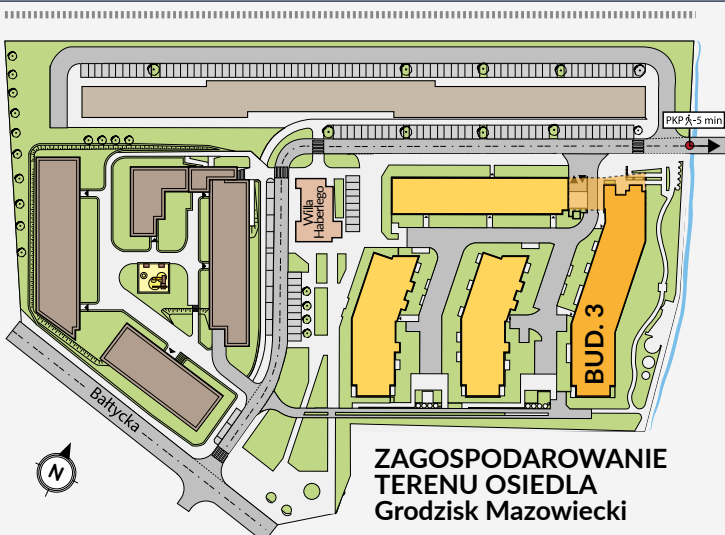 PKP -5 min
Willa
Haberlego
BUD. 3
Bałtycka
N
ZAGOSPODAROWANIE
TERENU OSIEDLA
Grodzisk Mazowiecki